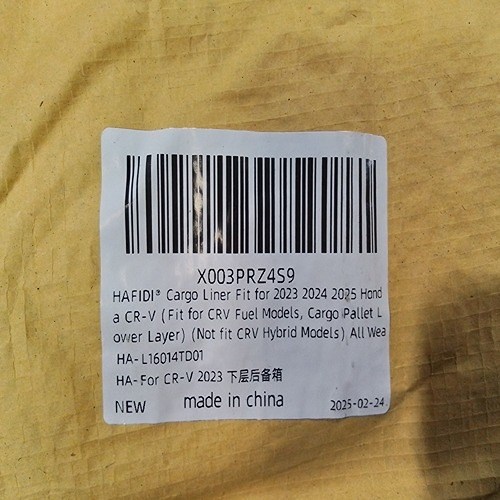 X003PRZ4S9
HAFIDI® Cargo Liner Fit for 2023 2024 2025 Hond
a CR-V (Fit for CRV Fuel Models, Cargo Pallet L
ower Layer) (Not fit CRV Hybrid Models) All Wea
HA-L16014TD01
HA-For CR-V 2023 下层后备箱
NEW made in china 2025-02-24